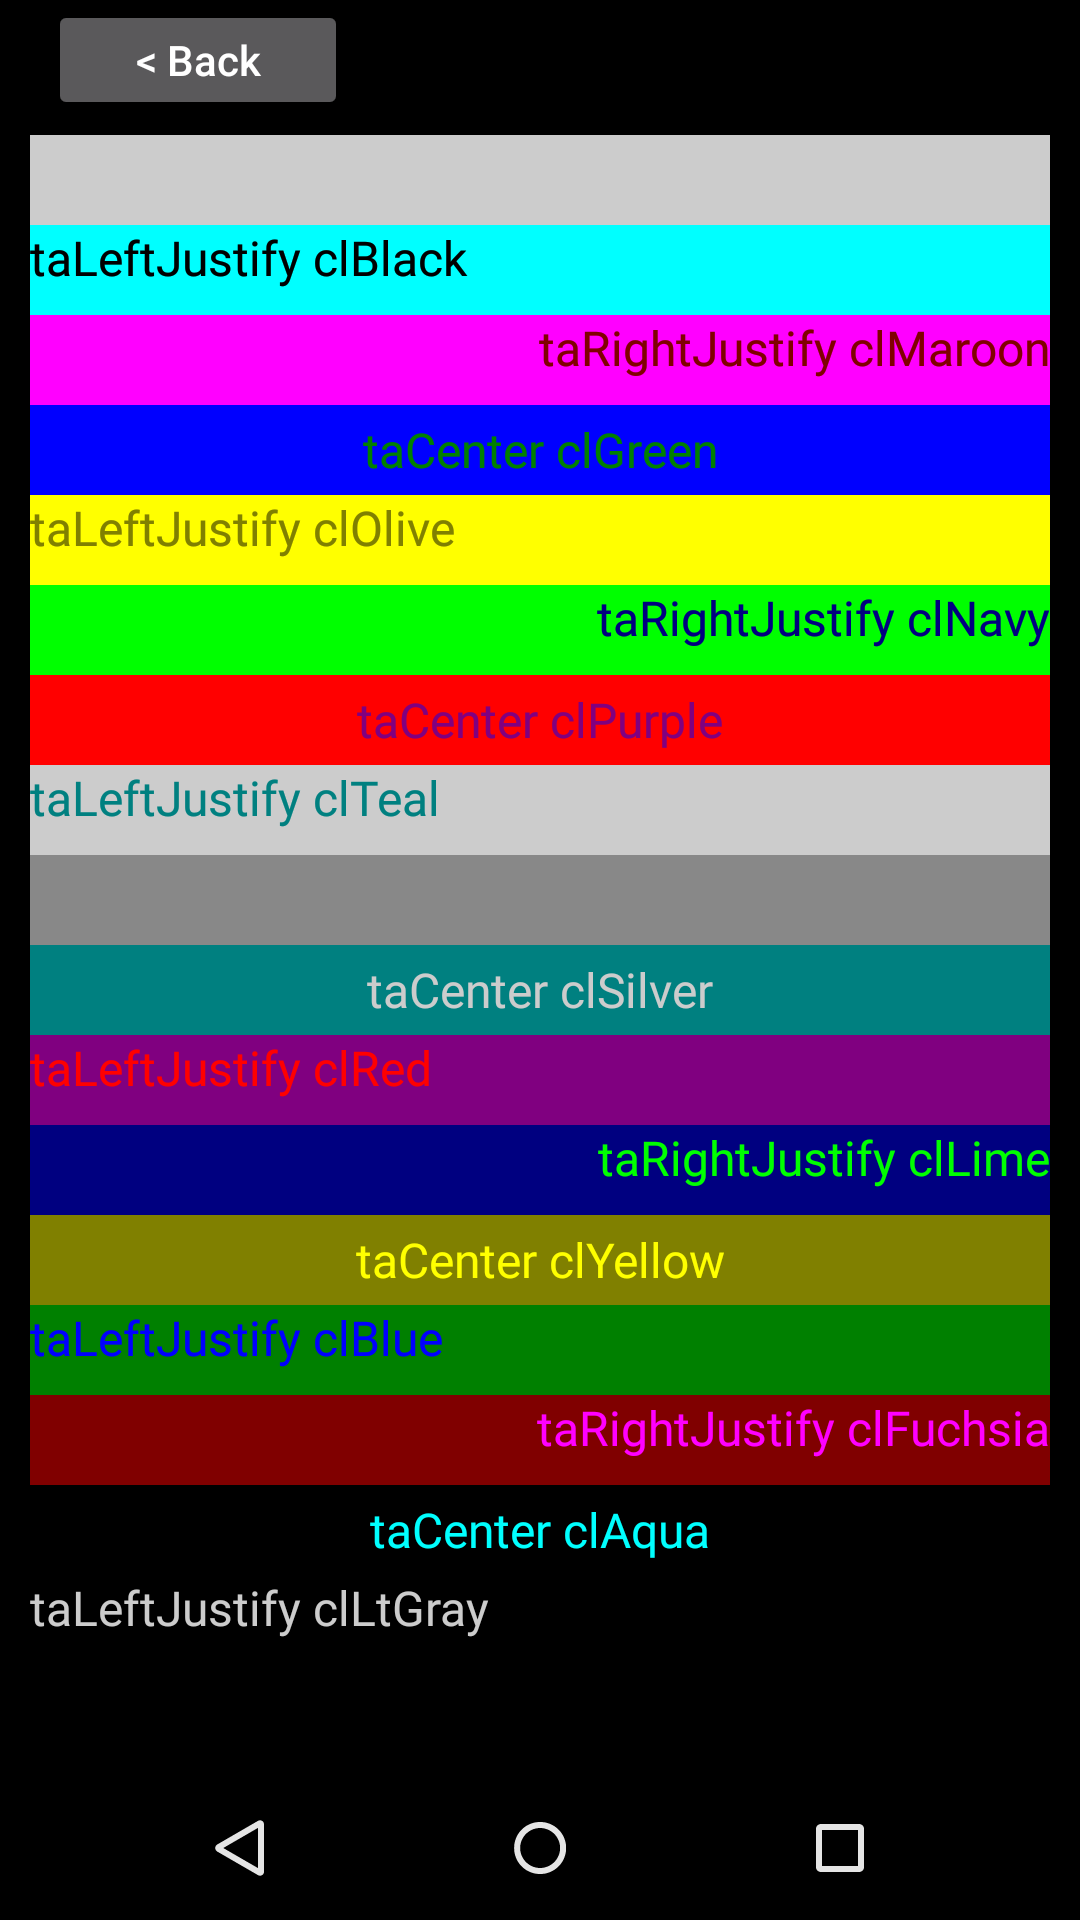 < Back
taLeftJustify clBlack
taRightJustify clMaroon
taCenter clGreen
taLeftJustify clOlive
taRightJustify clNavy
taCenter clPurple
taLeftJustify clTeal
taCenter clSilver
taLeftJustify clRed
taRightJustify clLime
taCenter clYellow
taLeftJustify clBlue
taRightJustify clFuchsia
taCenter clAqua
taLeftJustify clLtGray